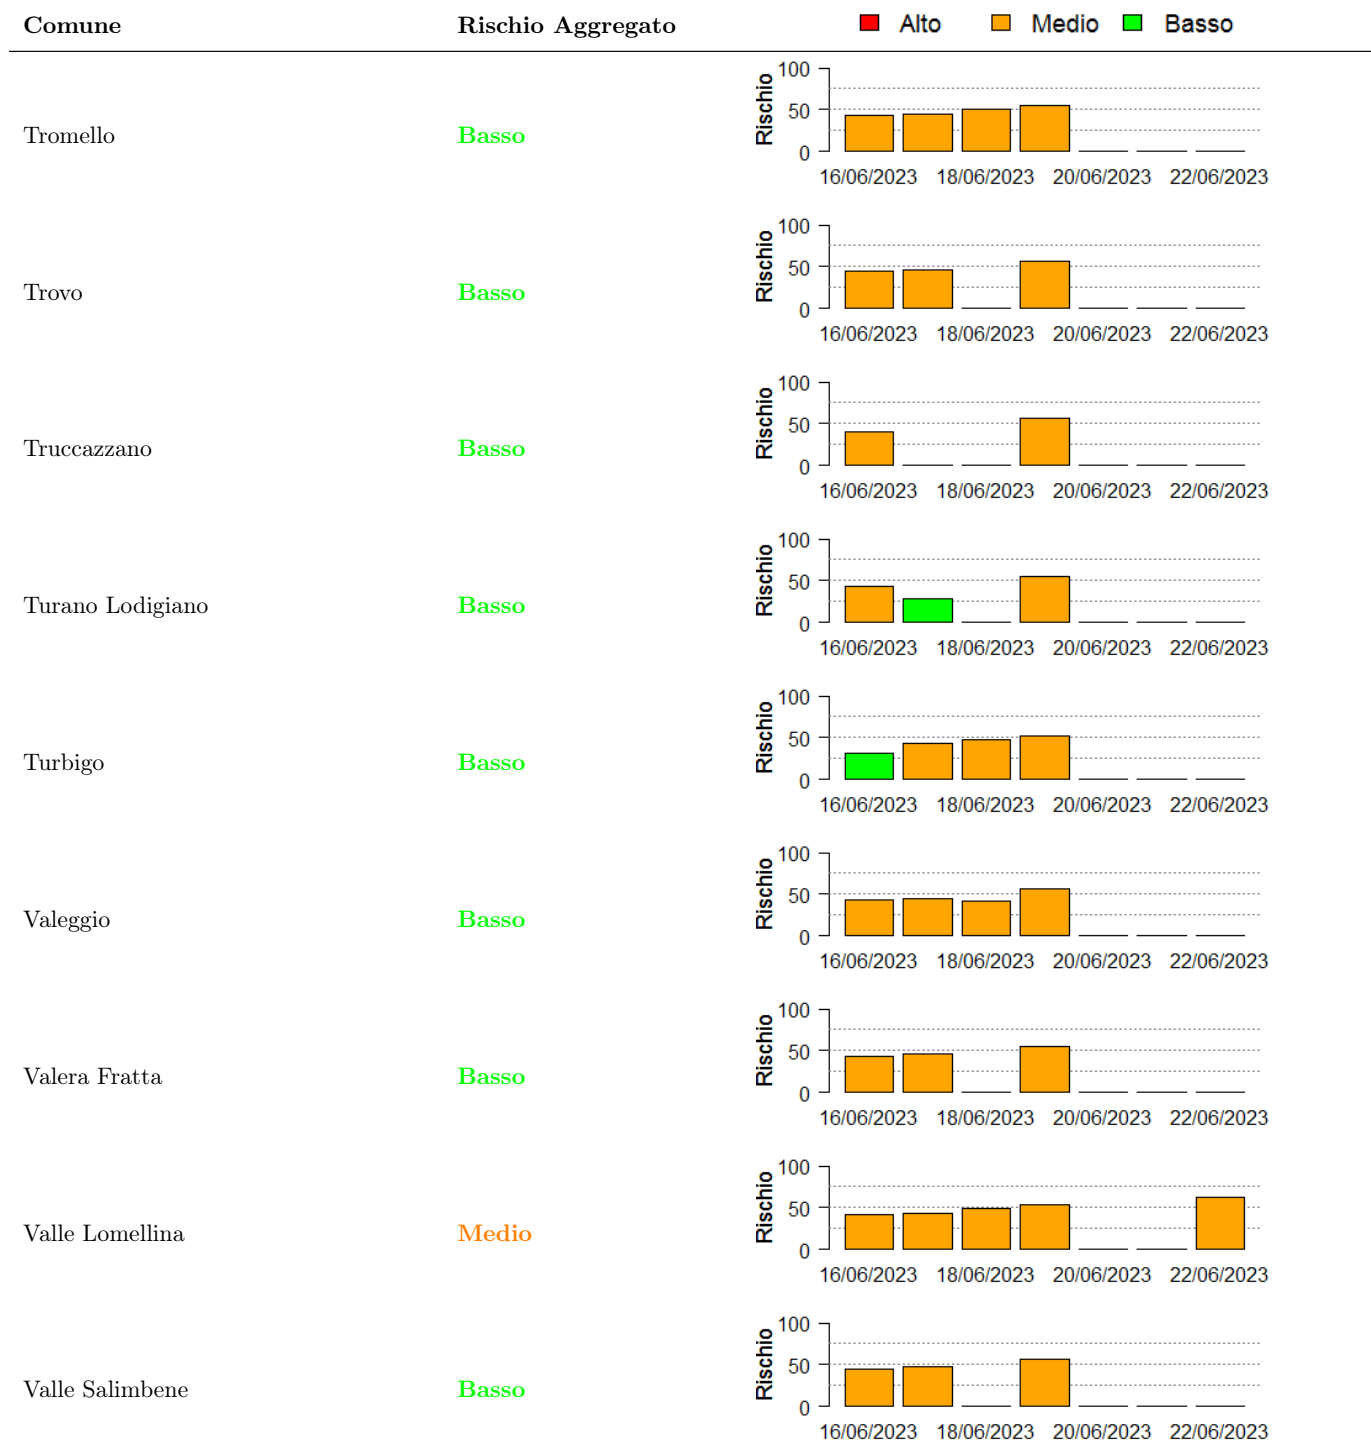 Comune Rischio Aggregato Alto Medio Basso
100
50
0
Rischio
Tromello Basso
16/06/2023 18/06/2023 20/06/2023 22/06/2023
100
50
0
Rischio
Trovo Basso
16/06/2023 18/06/2023 20/06/2023 22/06/2023
100
50
0
Rischio
Truccazzano Basso
16/06/2023 18/06/2023 20/06/2023 22/06/2023
100
50
0
Rischio
Turano Lodigiano Basso
16/06/2023 18/06/2023 20/06/2023 22/06/2023
100
50
0
Rischio
Turbigo Basso
16/06/2023 18/06/2023 20/06/2023 22/06/2023
100
50
0
Rischio
Valeggio Basso
16/06/2023 18/06/2023 20/06/2023 22/06/2023
100
50
0
Rischio
Valera Fratta Basso
16/06/2023 18/06/2023 20/06/2023 22/06/2023
100
50
0
Rischio
Valle Lomellina Medio
16/06/2023 18/06/2023 20/06/2023 22/06/2023
100
50
0
Rischio
Valle Salimbene Basso
16/06/2023 18/06/2023 20/06/2023 22/06/2023